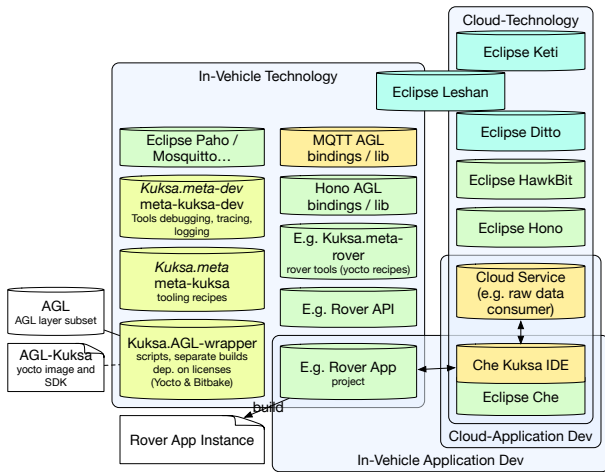 Cloud-Technology
Eclipse Keti
In-Vehicle Technology
Eclipse Leshan
Eclipse Paho /
Mosquitto…
MQTT AGL
bindings / lib
Eclipse Ditto
Kuksa.meta-dev
meta-kuksa-dev
Tools debugging, tracing,
logging
Hono AGL
bindings / lib
Eclipse HawkBit
E.g. Kuksa.meta-
rover
rover tools (yocto recipes)
Eclipse Hono
Kuksa.meta
meta-kuksa
tooling recipes
Cloud Service
(e.g. raw data
consumer)
AGL
AGL layer subset
E.g. Rover API
AGL-Kuksa
yocto image and
SDK
Kuksa.AGL-wrapper
scripts, separate builds
dep. on licenses
(Yocto & Bitbake)
E.g. Rover App
project
Che Kuksa IDE
Eclipse Che
build
Rover App Instance
Cloud-Application Dev
In-Vehicle Application Dev